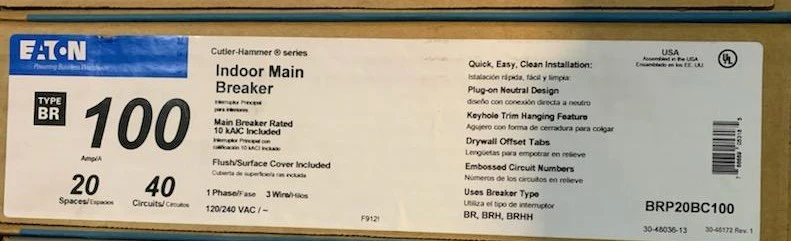 EATON
Powering Business Worldwide
TYPE
BR
100
Amp/A
20
Spaces/Espacios
40
Circuits/Circuitos
Cutler-Hammer ® series
Indoor Main
Breaker
Interruptor Principal
para interiores
Main Breaker Rated
10 kAIC Included
Interruptor Principal con
calificación 10 kACI incluido
Flush/Surface Cover Included
Cubierta de superficie/a ras incluida
1 Phase/Fase 3 Wire/Hilos
120/240 VAC / ~
F912!
Quick, Easy, Clean Installation:
Istalación rápida, fácil y limpia:
Plug-on Neutral Design
diseño con conexión directa a neutro
Keyhole Trim Hanging Feature
Agujero con forma de cerradura para colgar
Drywall Offset Tabs
Lengüetas para empotrar en relieve
Embossed Circuit Numbers
Números de los circuitos en relieve
Uses Breaker Type
Utiliza el tipo de interruptor
BR, BRH, BRHH
USA
Assembled in the USA
Ensamblado en los EE. UU.
UL
BRP20BC100
30-48036-13 30-46172 Rev. 1